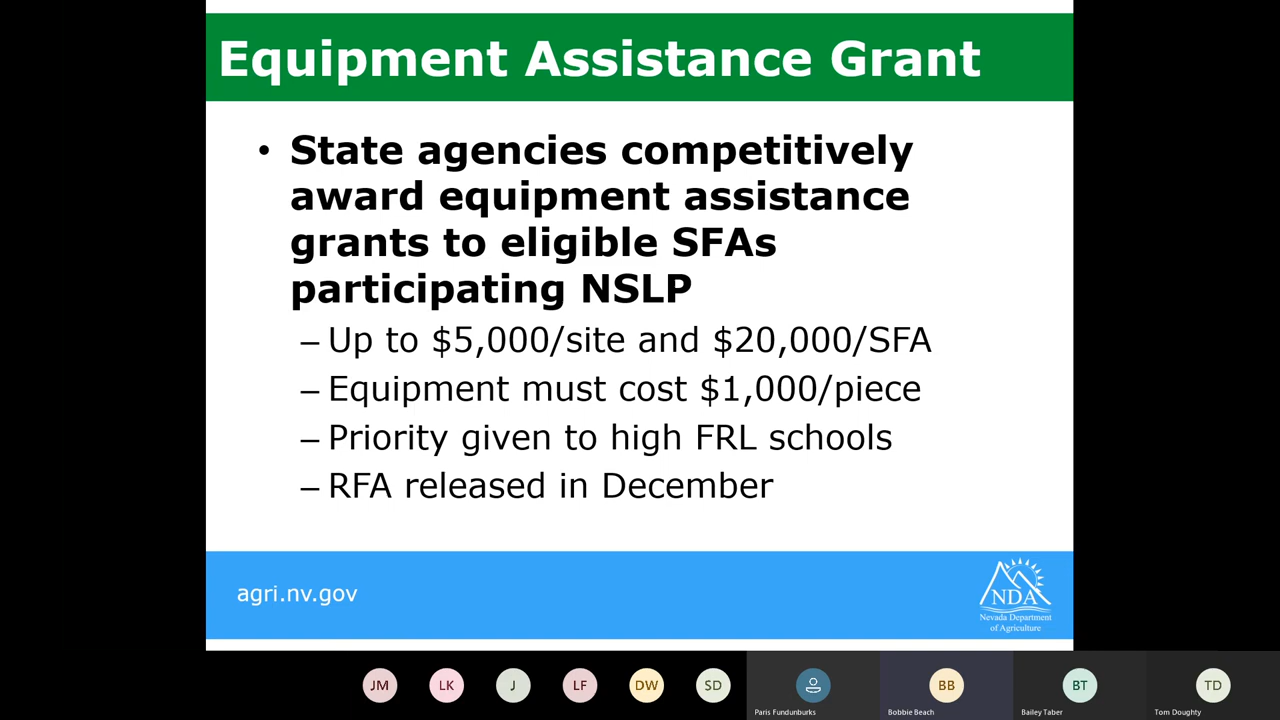 Equipment Assistance Grant
• State agencies competitively
award equipment assistance
grants to eligible SFAs
participating NSLP
– Up to $5,000/site and $20,000/SFA
– Equipment must cost $1,000/piece
– Priority given to high FRL schools
– RFA released in December
agri.nv.gov
NDA
Nevada Department
of Agriculture
JM LK J LF DW SD BB BT TD
Paris Fundunburks Bobbie Beach Bailey Taber Tom Doughty